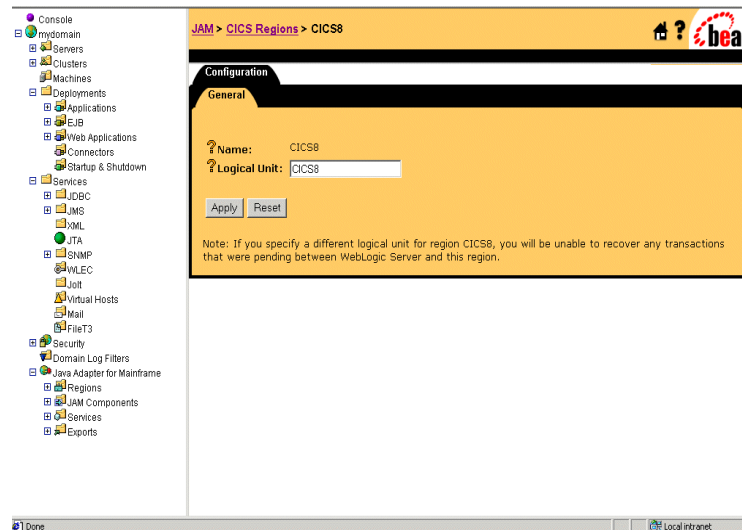 Console
mydomain
Servers
Clusters
Machines
Deployments
Applications
EJB
Web Applications
Connectors
Startup & Shutdown
Services
JDBC
JMS
XML
JTA
SNMP
WLEC
Jolt
Virtual Hosts
Mail
FileT3
Security
Domain Log Filters
Java Adapter for Mainframe
Regions
JAM Components
Services
Exports
JAM > CICS Regions > CICS8
? bea
Configuration
General
? Name: CICS8
? Logical Unit: CICS8
Apply Reset
Note: If you specify a different logical unit for region CICS8, you will be unable to recover any transactions
that were pending between WebLogic Server and this region.
Done
Local intranet